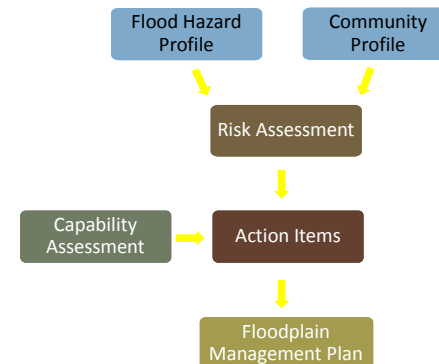 Flood Hazard
Profile
Community
Profile
Risk Assessment
Capability
Assessment
Action Items
Floodplain
Management Plan